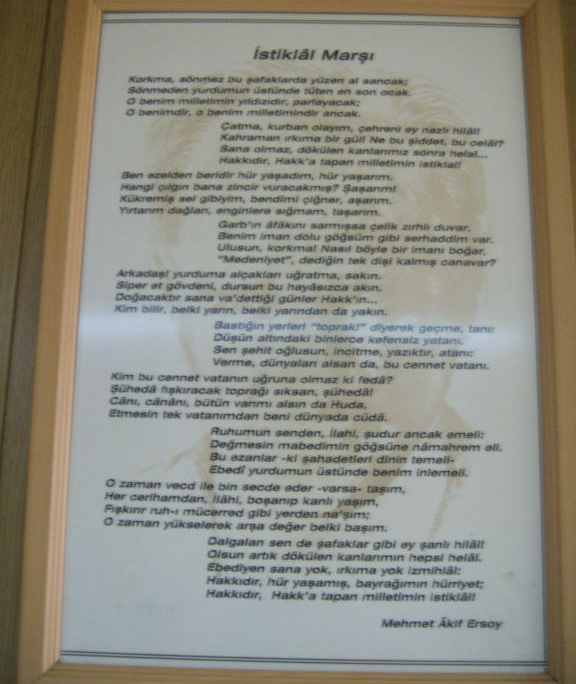 İstiklâl Marşı
Korkma, sönmez bu şafaklarda yüzen al sancak;
Sönmeden yurdumun üstünde tüten en son ocak.
O benim milletimin yıldızıdır, parlayacak;
O benimdir, o benim milletimindir ancak.
Çatma, kurban olayım, çehreni ey nazlı hilâl!
Kahraman ırkıma bir gül! Ne bu şiddet, bu celâl?
Sana olmaz, dökülen kanlarımız sonra helal...
Hakkıdır, Hakk'a tapan milletimin istiklal!
Ben ezelden beridir hür yaşadım, hür yaşarım.
Hangi çılgın bana zincir vuracakmış? Şaşarım!
Kükremiş sel gibiyim, bendimi çiğner, aşarım.
Yırtarım dağları, enginlere sığmam, taşarım.
Garb'ın âfâkını sarmışsa çelik zırhlı duvar,
Benim iman dolu göğsüm gibi serhaddim var.
Ulusun, korkma! Nasıl böyle bir imanı boğar,
"Medeniyet", dediğin tek dişi kalmış canavar?
Arkadaş! yurduma alçakları uğratma, sakın.
Siper et gövdeni, dursun bu hayâsızca akın.
Doğacaktır sana va'dettiği günler Hakk'ın...
Kim bilir, belki yarın, belki yarından da yakın.
Bastığın yerleri "toprak!" diyerek geçme, tanı:
Düşün altındaki binlerce kefensiz yatanı.
Sen şehit oğlusun, incitme, yazıktır, atanı:
Verme, dünyaları alsan da, bu cennet vatanı.
Kim bu cennet vatanın uğruna olmaz ki fedâ?
Şühedâ fışkıracak toprağı sıksan, şühedâ!
Cânı, cânânı, bütün varımı alsın da Huda,
Etmesin tek vatanımdan beni dünyada cüdâ.
Ruhumun senden, İlahi, şudur ancak emeli:
Değmesin mabedimin göğsüne nâmahrem eli.
Bu ezanlar -ki şahadetleri dinin temeli-
Ebedî yurdumun üstünde benim inlemeli.
O zaman vecd ile bin secde eder -varsa- taşım,
Her cerihamdan, İlâhi, boşanıp kanlı yaşım,
Fışkırır ruh-ı mücerred gibi yerden na'şım;
O zaman yükselerek arşa değer belki başım.
Dalgalan sen de şafaklar gibi ey şanlı hilâl!
Olsun artık dökülen kanlarımın hepsi helâl.
Ebediyen sana yok, ırkıma yok izmihlâl:
Hakkıdır, hür yaşamış, bayrağımın hürriyet;
Hakkıdır, Hakk'a tapan milletimin istiklâl!
Mehmet Âkif Ersoy